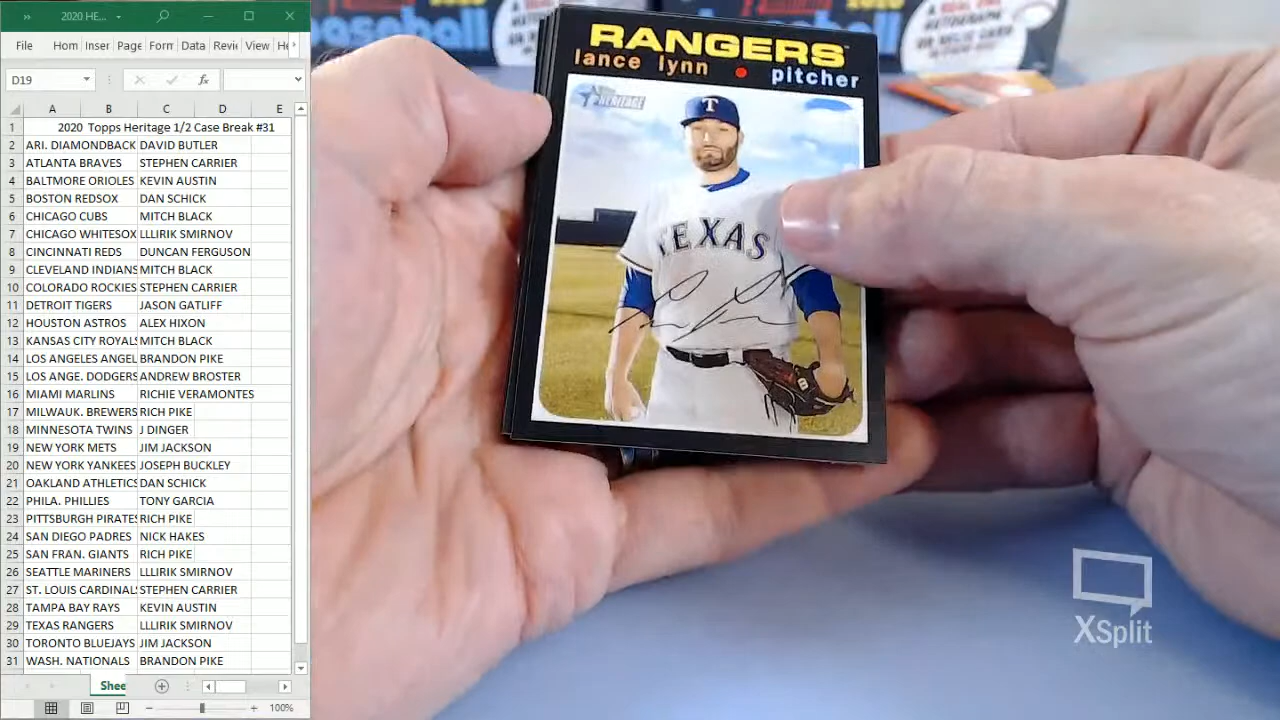 2020 HE...
File Hom Inser Page Forn Data Revie View He
D19
fx
A B C D E
1 2020 Topps Heritage 1/2 Case Break #31
2 ARI. DIAMONDBACK DAVID BUTLER
3 ATLANTA BRAVES STEPHEN CARRIER
4 BALTMORE ORIOLES KEVIN AUSTIN
5 BOSTON REDSOX DAN SCHICK
6 CHICAGO CUBS MITCH BLACK
7 CHICAGO WHITESOX LLLIRIK SMIRNOV
8 CINCINNATI REDS DUNCAN FERGUSON
9 CLEVELAND INDIANS MITCH BLACK
10 COLORADO ROCKIES STEPHEN CARRIER
11 DETROIT TIGERS JASON GATLIFF
12 HOUSTON ASTROS ALEX HIXON
13 KANSAS CITY ROYALS MITCH BLACK
14 LOS ANGELES ANGEL BRANDON PIKE
15 LOS ANGE. DODGERS ANDREW BROSTER
16 MIAMI MARLINS RICHIE VERAMONTES
17 MILWAUK. BREWERS RICH PIKE
18 MINNESOTA TWINS J DINGER
19 NEW YORK METS JIM JACKSON
20 NEW YORK YANKEES JOSEPH BUCKLEY
21 OAKLAND ATHLETICS DAN SCHICK
22 PHILA. PHILLIES TONY GARCIA
23 PITTSBURGH PIRATES RICH PIKE
24 SAN DIEGO PADRES NICK HAKES
25 SAN FRAN. GIANTS RICH PIKE
26 SEATTLE MARINERS LLLIRIK SMIRNOV
27 ST. LOUIS CARDINALS STEPHEN CARRIER
28 TAMPA BAY RAYS KEVIN AUSTIN
29 TEXAS RANGERS LLLIRIK SMIRNOV
30 TORONTO BLUEJAYS JIM JACKSON
31 WASH. NATIONALS BRANDON PIKE
Shee
100%
baseball
RANGERS
lance lynn • pitcher
HERITAGE
T
TEXAS
XSplit